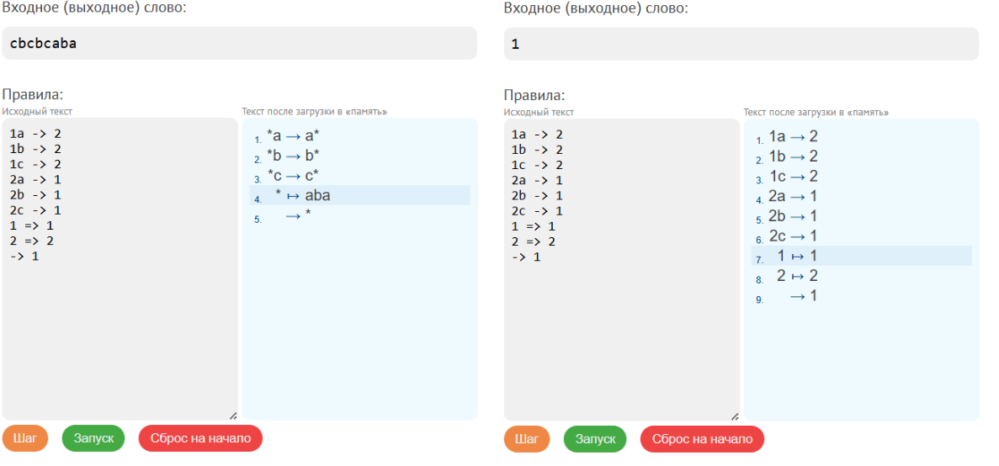 Входное (выходное) слово:
cbcbcaba
Правила:
Исходный текст
Текст после загрузки в «память»
1a -> 2
1b -> 2
1c -> 2
2a -> 1
2b -> 1
2c -> 1
1 => 1
2 => 2
-> 1
1. *a → a*
2. *b → b*
3. *c → c*
4. * ↦ aba
5. → *
Шаг
Запуск
Сброс на начало
Входное (выходное) слово:
1
Правила:
Исходный текст
Текст после загрузки в «память»
1a -> 2
1b -> 2
1c -> 2
2a -> 1
2b -> 1
2c -> 1
1 => 1
2 => 2
-> 1
1. 1a → 2
2. 1b → 2
3. 1c → 2
4. 2a → 1
5. 2b → 1
6. 2c → 1
7. 1 ↦ 1
8. 2 ↦ 2
9. → 1
Шаг
Запуск
Сброс на начало